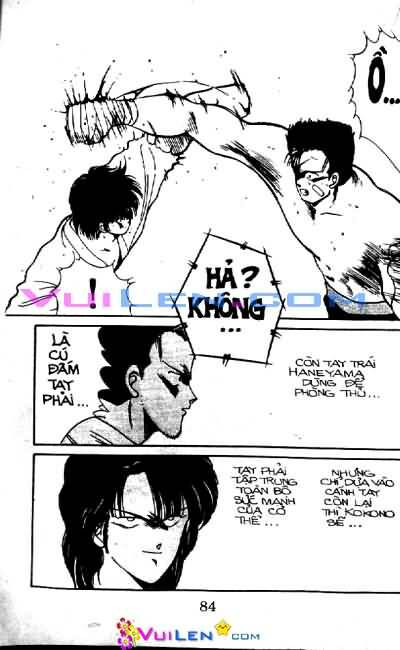 Ồ...
!
HẢ?
KHÔNG
...
VUILEN.COM
LÀ
CÚ
ĐẤM
TAY
PHẢI...
CÒN TAY TRÁI
HANEYAMA
DÙNG ĐỂ
PHÒNG THỦ...
TAY PHẢI
TẬP TRUNG
TOÀN BỘ
SỨC MẠNH
CỦA CƠ
THỂ...
NHƯNG
CHỈ DỰA VÀO
CÁNH TAY
CÒN LẠI
THÌ KOKONO
SẼ...
84
VUILEN.COM